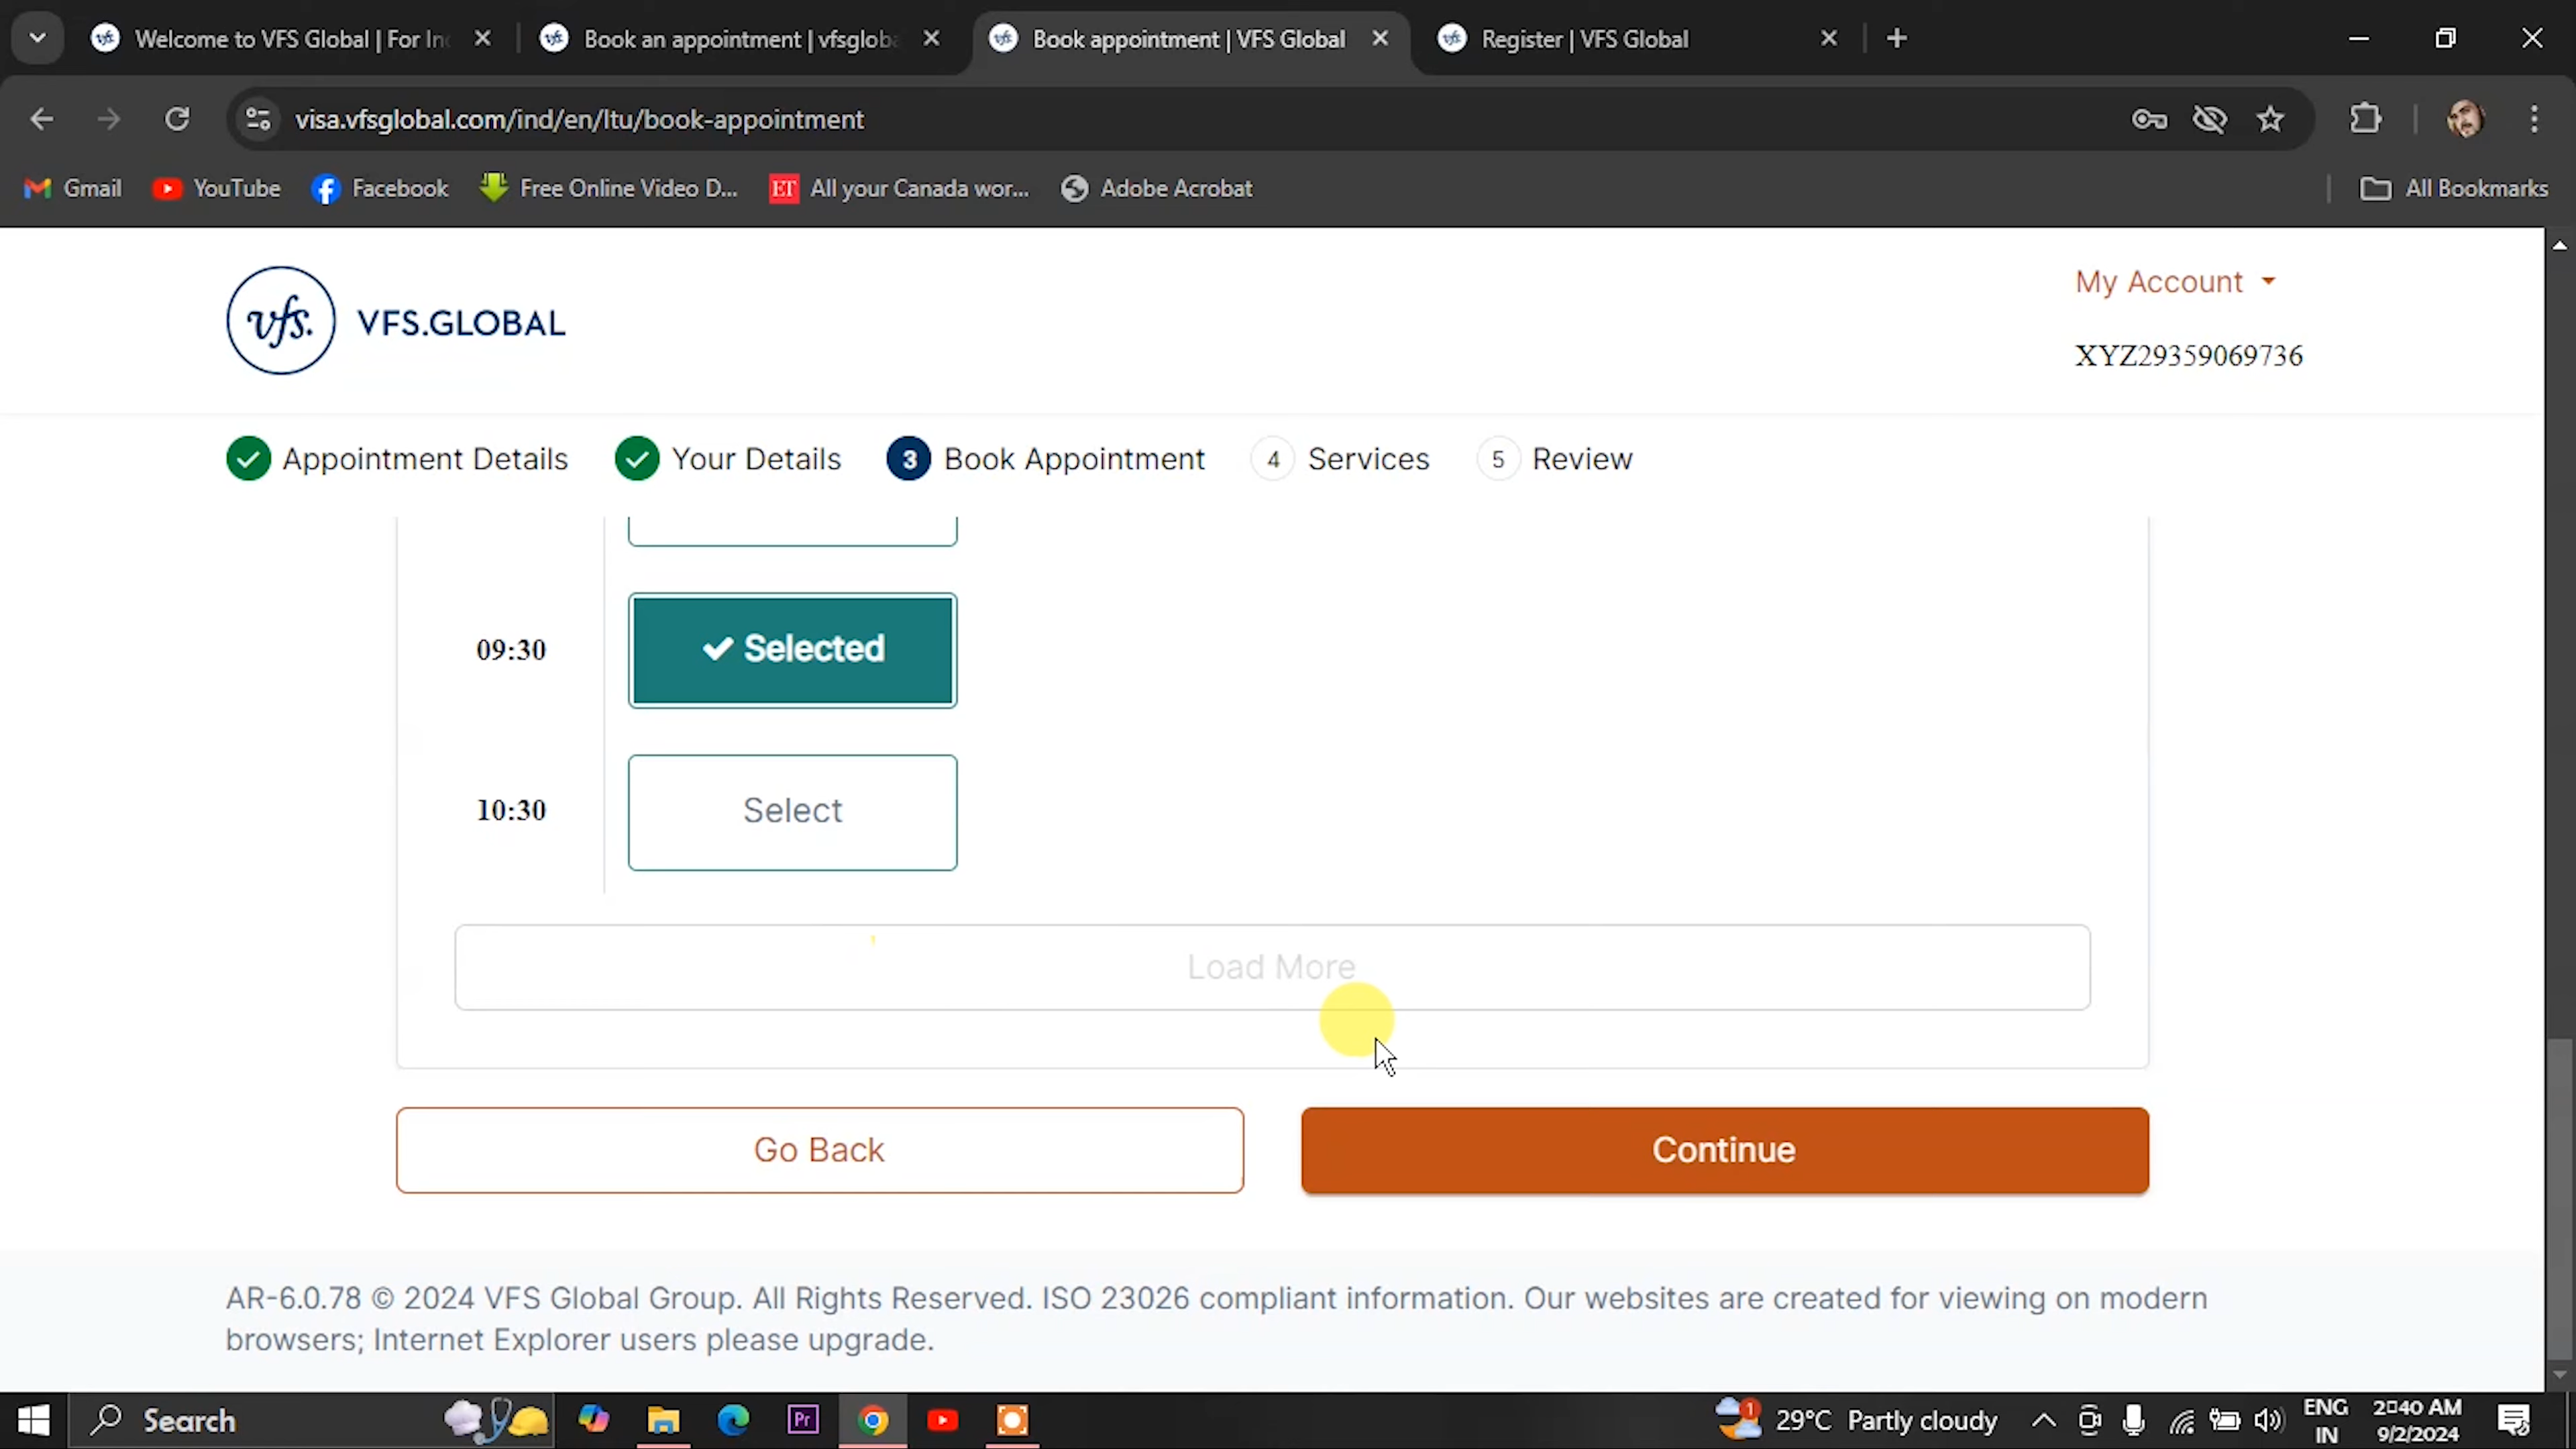 Welcome to VFS Global | For In
Book an appointment | vfsgloba
Book appointment | VFS Global
Register | VFS Global
visa.vfsglobal.com/ind/en/ltu/book-appointment
Gmail
YouTube
Facebook
Free Online Video D...
ET All your Canada wor...
Adobe Acrobat
All Bookmarks
vfs. VFS.GLOBAL
My Account
XYZ29359069736
Appointment Details
Your Details
3 Book Appointment
4 Services
5 Review
09:30
Selected
10:30
Select
Load More
Go Back
Continue
AR-6.0.78 © 2024 VFS Global Group. All Rights Reserved. ISO 23026 compliant information. Our websites are created for viewing on modern
browsers; Internet Explorer users please upgrade.
Search
Pr
1
29°C Partly cloudy
ENG
IN
2:40 AM
9/2/2024